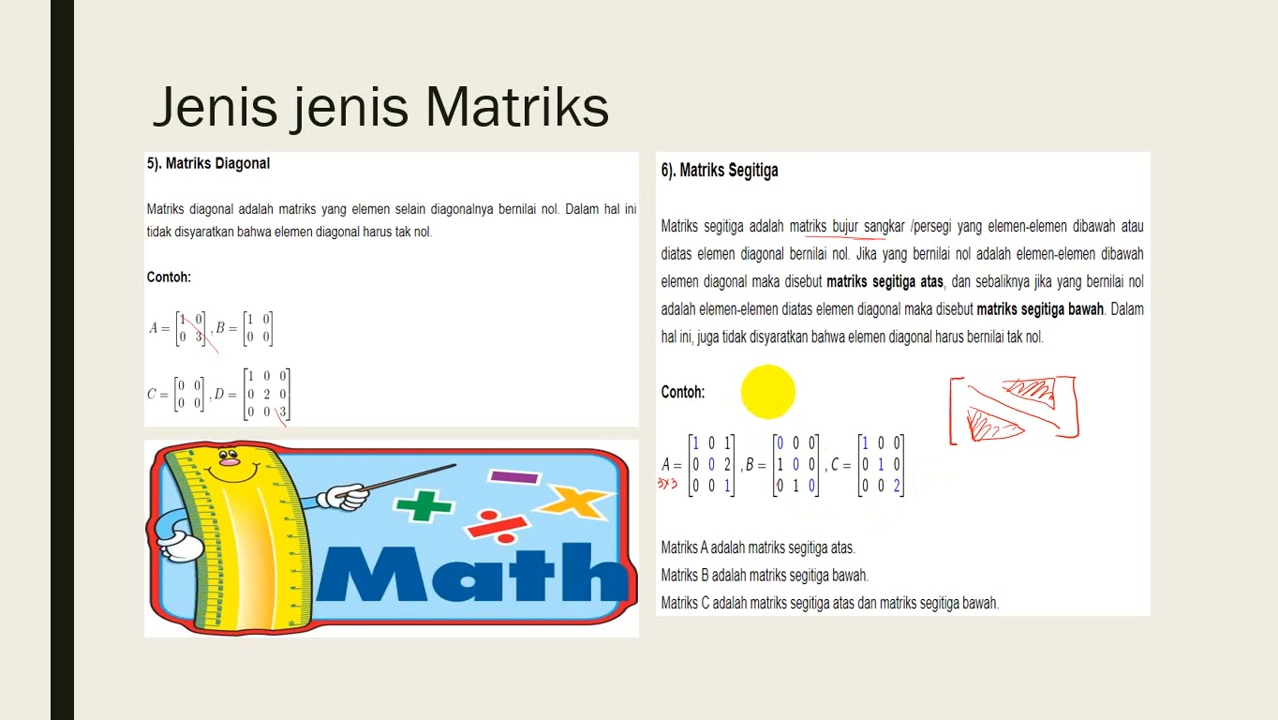 Jenis jenis Matriks
5). Matriks Diagonal
Matriks diagonal adalah matriks yang elemen selain diagonalnya bernilai nol. Dalam hal ini
tidak disyaratkan bahwa elemen diagonal harus tak nol.
Contoh:
A = [1 0
0 3] , B = [1 0
0 0]
C = [0 0
0 0] , D = [1 0 0
0 2 0
0 0 3]
Math
6). Matriks Segitiga
Matriks segitiga adalah matriks bujur sangkar /persegi yang elemen-elemen dibawah atau
diatas elemen diagonal bernilai nol. Jika yang bernilai nol adalah elemen-elemen dibawah
elemen diagonal maka disebut matriks segitiga atas, dan sebaliknya jika yang bernilai nol
adalah elemen-elemen diatas elemen diagonal maka disebut matriks segitiga bawah. Dalam
hal ini, juga tidak disyaratkan bahwa elemen diagonal harus bernilai tak nol.
Contoh:
A = [1 0 1
0 0 2
0 0 1] , B = [0 0 0
1 0 0
0 1 0] , C = [1 0 0
0 1 0
0 0 2]
3x3
Matriks A adalah matriks segitiga atas.
Matriks B adalah matriks segitiga bawah.
Matriks C adalah matriks segitiga atas dan matriks segitiga bawah.